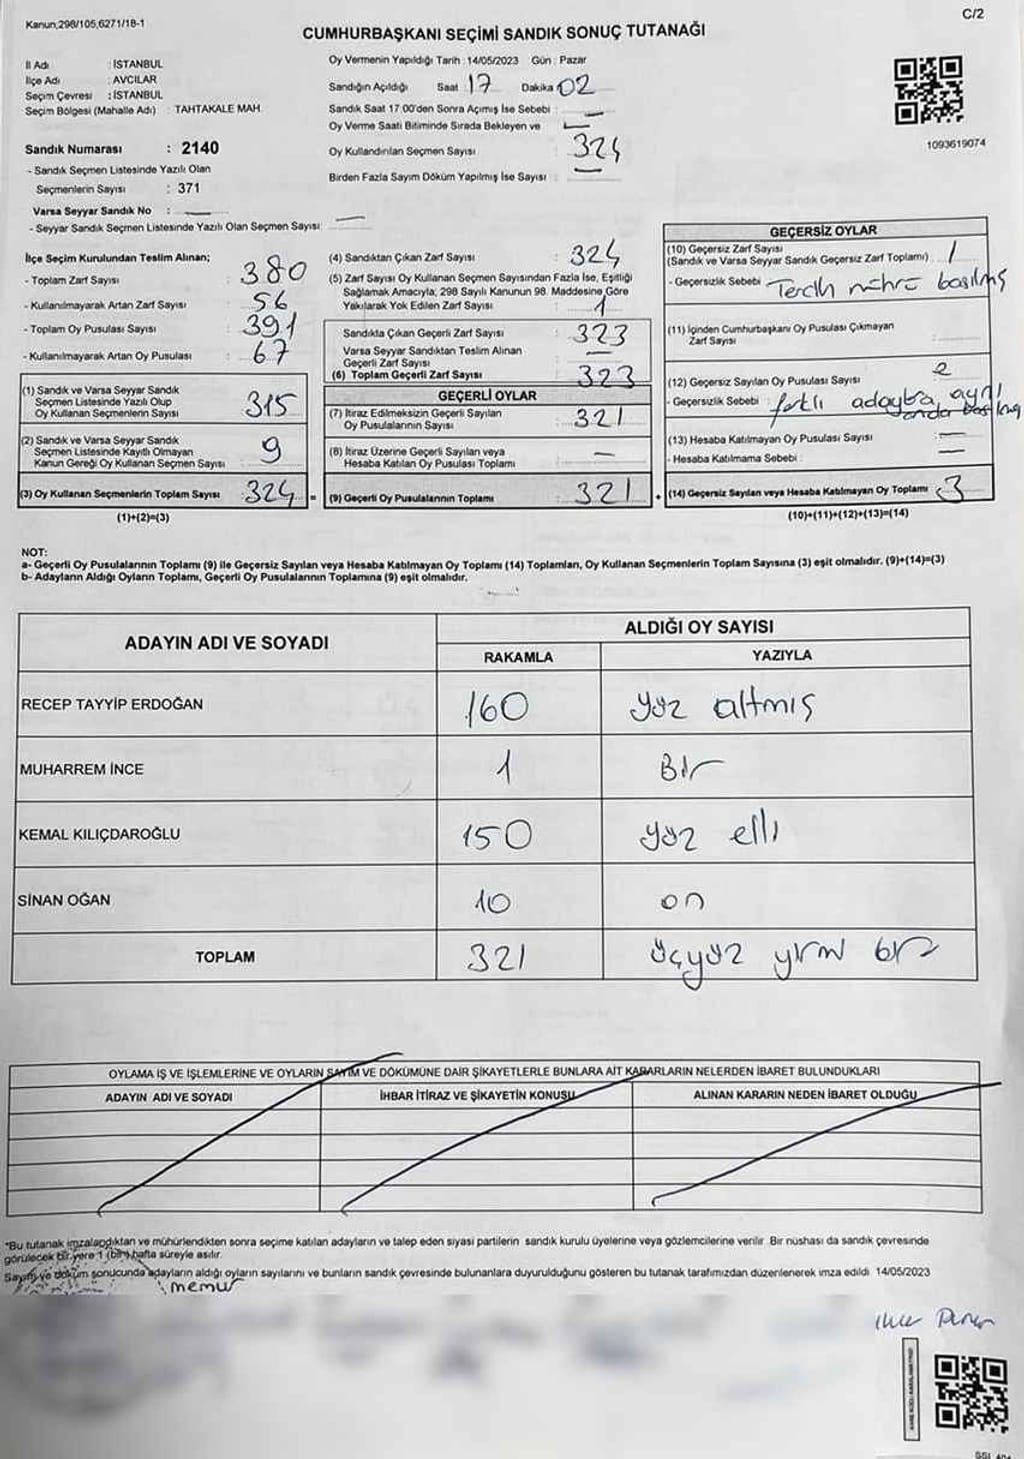 Kanun,298/105,6271/18-1
C/2
CUMHURBAŞKANI SEÇİMİ SANDIK SONUÇ TUTANAĞI
İl Adı : İSTANBUL
İlçe Adı : AVCILAR
Seçim Çevresi : İSTANBUL
Seçim Bölgesi (Mahalle Adı) : TAHTAKALE MAH.
Sandık Numarası : 2140
- Sandık Seçmen Listesinde Yazılı Olan
Seçmenlerin Sayısı : 371
Varsa Seyyar Sandık No :
- Seyyar Sandık Seçmen Listesinde Yazılı Olan Seçmen Sayısı:
Oy Vermenin Yapıldığı Tarih : 14/05/2023 Gün : Pazar
Sandığın Açıldığı Saat 17 Dakika 02
Sandık Saat 17:00'den Sonra Açımış İse Sebebi :
Oy Verme Saati Bitiminde Sırada Bekleyen ve
Oy Kullandırılan Seçmen Sayısı : 324
Birden Fazla Sayım Döküm Yapılmış İse Sayısı :
1093619074
İlçe Seçim Kurulundan Teslim Alınan;
- Toplam Zarf Sayısı : 380
- Kullanılmayarak Artan Zarf Sayısı : 56
- Toplam Oy Pusulası Sayısı : 391
- Kullanılmayarak Artan Oy Pusulası : 67
(1) Sandık ve Varsa Seyyar Sandık
Seçmen Listesinde Yazılı Olup
Oy Kullanan Seçmenlerin Sayısı : 315
(2) Sandık ve Varsa Seyyar Sandık
Seçmen Listesinde Kayıtlı Olmayan
Kanun Gereği Oy Kullanan Seçmen Sayısı : 9
(3) Oy Kullanan Seçmenlerin Toplam Sayısı : 324 =
(1)+(2)=(3)
(4) Sandıktan Çıkan Zarf Sayısı : 324
(5) Zarf Sayısı Oy Kullanan Seçmen Sayısından Fazla İse, Eşitliği
Sağlamak Amacıyla; 298 Sayılı Kanunun 98. Maddesine Göre
Yakılarak Yok Edilen Zarf Sayısı : 1
Sandıkta Çıkan Geçerli Zarf Sayısı : 323
Varsa Seyyar Sandıktan Teslim Alınan
Geçerli Zarf Sayısı
(6) Toplam Geçerli Zarf Sayısı : 323
GEÇERLİ OYLAR
(7) İtiraz Edilmeksizin Geçerli Sayılan
Oy Pusulalarının Sayısı : 321
(8) İtiraz Üzerine Geçerli Sayılan veya
Hesaba Katılan Oy Pusulası Toplamı
(9) Geçerli Oy Pusulalarının Toplamı : 321 +
GEÇERSİZ OYLAR
(10) Geçersiz Zarf Sayısı
(Sandık ve Varsa Seyyar Sandık Geçersiz Zarf Toplamı) : 1
- Geçersizlik Sebebi : Tercih mührü basılmış
(11) İçinden Cumhurbaşkanı Oy Pusulası Çıkmayan
Zarf Sayısı :
(12) Geçersiz Sayılan Oy Pusulası Sayısı : 2
- Geçersizlik Sebebi : farklı adaylara aynı
anda basılmış
(13) Hesaba Katılmayan Oy Pusulası Sayısı :
- Hesaba Katılmama Sebebi :
(14) Geçersiz Sayılan veya Hesaba Katılmayan Oy Toplamı : 3
(10)+(11)+(12)+(13)=(14)
NOT:
a- Geçerli Oy Pusulalarının Toplamı (9) ile Geçersiz Sayılan veya Hesaba Katılmayan Oy Toplamı (14) Toplamları, Oy Kullanan Seçmenlerin Toplam Sayısına (3) eşit olmalıdır. (9)+(14)=(3)
b- Adayların Aldığı Oyların Toplamı, Geçerli Oy Pusulalarının Toplamına (9) eşit olmalıdır.
ADAYIN ADI VE SOYADI
ALDIĞI OY SAYISI
RAKAMLA YAZIYLA
RECEP TAYYİP ERDOĞAN 160 yüz altmış
MUHARREM İNCE 1 Bir
KEMAL KILIÇDAROĞLU 150 yüz elli
SİNAN OĞAN 10 on
TOPLAM 321 üçyüz yirmi bir
OYLAMA İŞ VE İŞLEMLERİNE VE OYLARIN SAYIM VE DÖKÜMÜNE DAİR ŞİKAYETLERLE BUNLARA AİT KARARLARIN NELERDEN İBARET BULUNDUKLARI
ADAYIN ADI VE SOYADI İHBAR İTİRAZ VE ŞİKAYETİN KONUSU ALINAN KARARIN NEDEN İBARET OLDUĞU
*Bu tutanak imzalandıktan ve mühürlendikten sonra seçime katılan adayların ve talep eden siyasi partilerin sandık kurulu üyelerine veya gözlemcilerine verilir. Bir nüshası da sandık çevresinde
görülecek bir yere 1 (bir) hafta süreyle asılır.
Sayım ve döküm sonucunda adayların aldığı oyların sayılarını ve bunların sandık çevresinde bulunanlara duyurulduğunu gösteren bu tutanak tarafımızdan düzenlenerek imza edildi 14/05/2023
memur